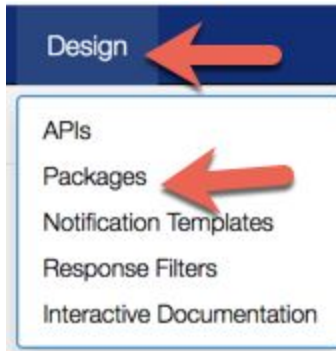 Design
APIs
Packages
Notification Templates
Response Filters
Interactive Documentation